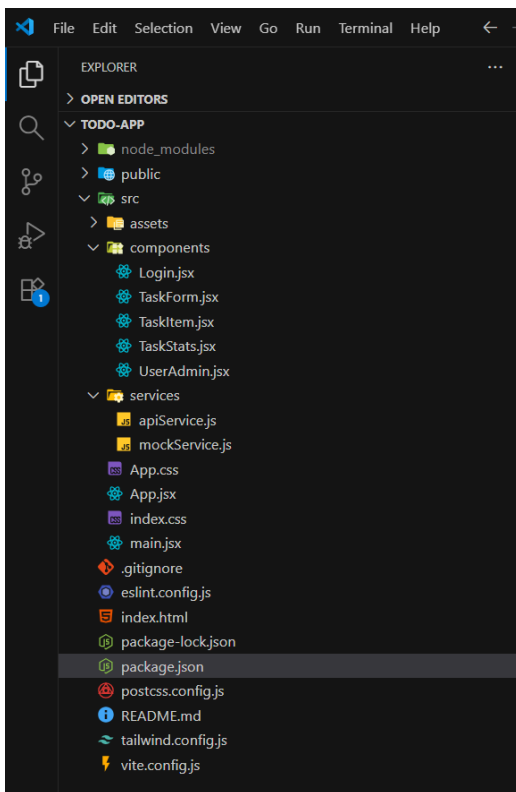 File Edit Selection View Go Run Terminal Help
EXPLORER
OPEN EDITORS
TODO-APP
node_modules
public
src
assets
components
Login.jsx
TaskForm.jsx
TaskItem.jsx
TaskStats.jsx
UserAdmin.jsx
services
JS apiService.js
JS mockService.js
App.css
App.jsx
index.css
main.jsx
.gitignore
eslint.config.js
index.html
package-lock.json
package.json
postcss.config.js
README.md
tailwind.config.js
vite.config.js
1